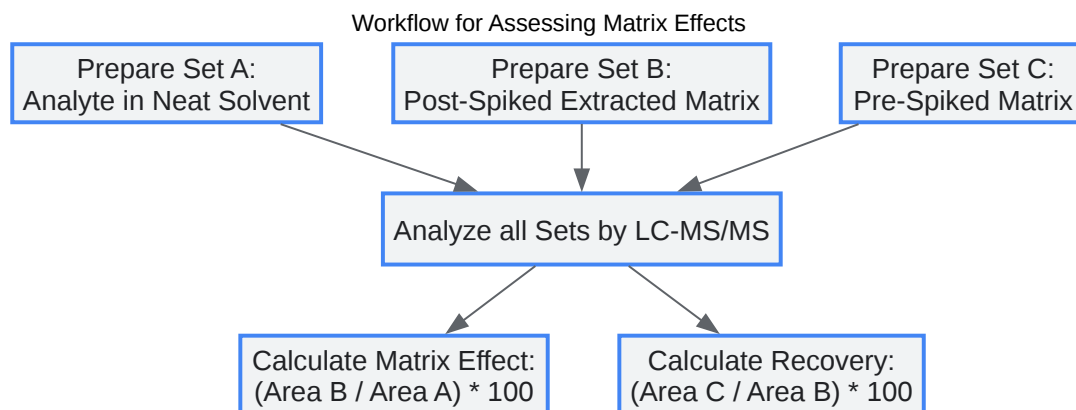 Workflow for Assessing Matrix Effects
Prepare Set A:
Analyte in Neat Solvent
Prepare Set B:
Post-Spiked Extracted Matrix
Prepare Set C:
Pre-Spiked Matrix
Analyze all Sets by LC-MS/MS
Calculate Matrix Effect:
(Area B / Area A) * 100
Calculate Recovery:
(Area C / Area B) * 100